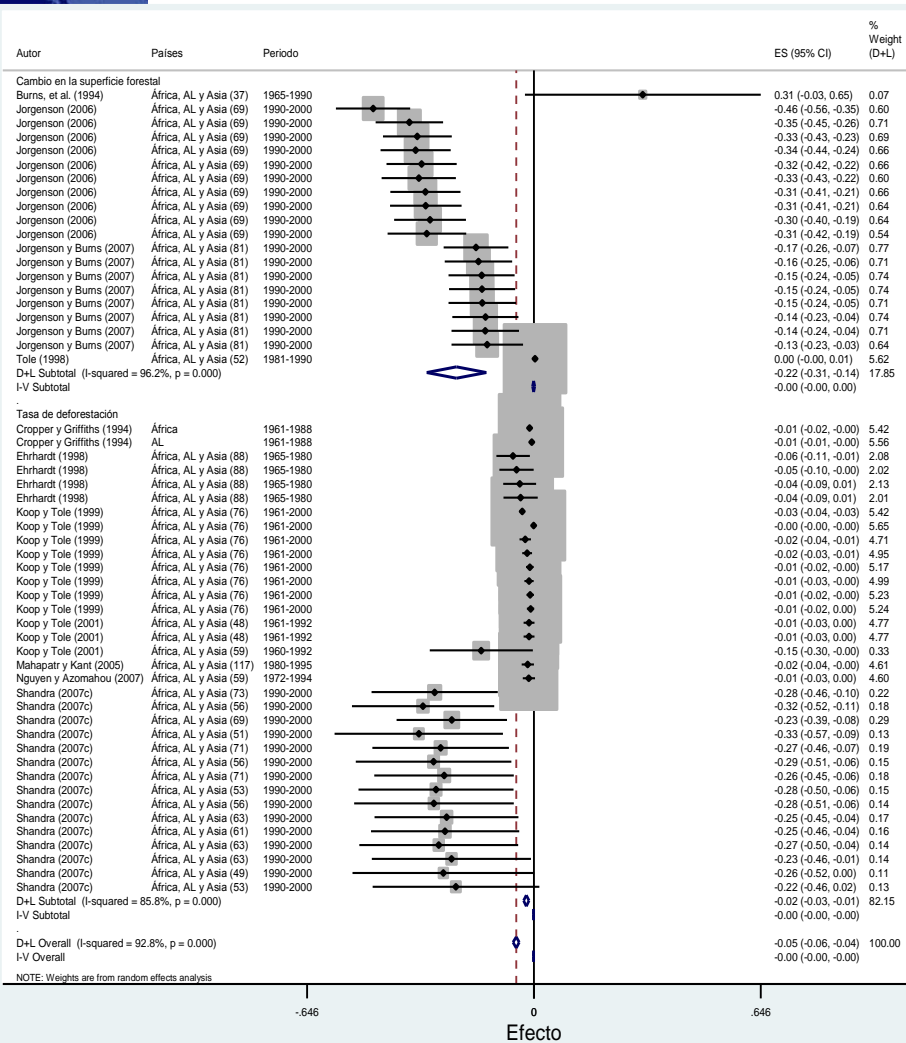 %
Weight
Autor Países Periodo ES (95% CI) (D+L)
Cambio en la superficie forestal
Burns, et al. (1994) África, AL y Asia (37) 1965-1990 0.31 (-0.03, 0.65) 0.07
Jorgenson (2006) África, AL y Asia (69) 1990-2000 -0.46 (-0.56, -0.35) 0.60
Jorgenson (2006) África, AL y Asia (69) 1990-2000 -0.35 (-0.45, -0.26) 0.71
Jorgenson (2006) África, AL y Asia (69) 1990-2000 -0.33 (-0.43, -0.23) 0.69
Jorgenson (2006) África, AL y Asia (69) 1990-2000 -0.34 (-0.44, -0.24) 0.66
Jorgenson (2006) África, AL y Asia (69) 1990-2000 -0.32 (-0.42, -0.22) 0.66
Jorgenson (2006) África, AL y Asia (69) 1990-2000 -0.33 (-0.43, -0.22) 0.60
Jorgenson (2006) África, AL y Asia (69) 1990-2000 -0.31 (-0.41, -0.21) 0.66
Jorgenson (2006) África, AL y Asia (69) 1990-2000 -0.31 (-0.41, -0.21) 0.64
Jorgenson (2006) África, AL y Asia (69) 1990-2000 -0.30 (-0.40, -0.19) 0.64
Jorgenson (2006) África, AL y Asia (69) 1990-2000 -0.31 (-0.42, -0.19) 0.54
Jorgenson y Burns (2007) África, AL y Asia (81) 1990-2000 -0.17 (-0.26, -0.07) 0.77
Jorgenson y Burns (2007) África, AL y Asia (81) 1990-2000 -0.16 (-0.25, -0.06) 0.71
Jorgenson y Burns (2007) África, AL y Asia (81) 1990-2000 -0.15 (-0.24, -0.05) 0.74
Jorgenson y Burns (2007) África, AL y Asia (81) 1990-2000 -0.15 (-0.24, -0.05) 0.74
Jorgenson y Burns (2007) África, AL y Asia (81) 1990-2000 -0.15 (-0.24, -0.05) 0.71
Jorgenson y Burns (2007) África, AL y Asia (81) 1990-2000 -0.14 (-0.23, -0.04) 0.74
Jorgenson y Burns (2007) África, AL y Asia (81) 1990-2000 -0.14 (-0.24, -0.04) 0.71
Jorgenson y Burns (2007) África, AL y Asia (81) 1990-2000 -0.13 (-0.23, -0.03) 0.64
Tole (1998) África, AL y Asia (52) 1981-1990 0.00 (-0.00, 0.01) 5.62
D+L Subtotal (I-squared = 96.2%, p = 0.000) -0.22 (-0.31, -0.14) 17.85
I-V Subtotal -0.00 (-0.00, 0.00)
.
Tasa de deforestación
Cropper y Griffiths (1994) África 1961-1988 -0.01 (-0.02, -0.00) 5.42
Cropper y Griffiths (1994) AL 1961-1988 -0.01 (-0.01, -0.00) 5.56
Ehrhardt (1998) África, AL y Asia (88) 1965-1980 -0.06 (-0.11, -0.01) 2.08
Ehrhardt (1998) África, AL y Asia (88) 1965-1980 -0.05 (-0.10, -0.00) 2.02
Ehrhardt (1998) África, AL y Asia (88) 1965-1980 -0.04 (-0.09, 0.01) 2.13
Ehrhardt (1998) África, AL y Asia (88) 1965-1980 -0.04 (-0.09, 0.01) 2.01
Koop y Tole (1999) África, AL y Asia (76) 1961-2000 -0.03 (-0.04, -0.03) 5.42
Koop y Tole (1999) África, AL y Asia (76) 1961-2000 -0.00 (-0.00, -0.00) 5.65
Koop y Tole (1999) África, AL y Asia (76) 1961-2000 -0.02 (-0.04, -0.01) 4.71
Koop y Tole (1999) África, AL y Asia (76) 1961-2000 -0.02 (-0.03, -0.01) 4.95
Koop y Tole (1999) África, AL y Asia (76) 1961-2000 -0.01 (-0.02, -0.00) 5.17
Koop y Tole (1999) África, AL y Asia (76) 1961-2000 -0.01 (-0.03, -0.00) 4.99
Koop y Tole (1999) África, AL y Asia (76) 1961-2000 -0.01 (-0.02, -0.00) 5.23
Koop y Tole (1999) África, AL y Asia (76) 1961-2000 -0.01 (-0.02, 0.00) 5.24
Koop y Tole (2001) África, AL y Asia (48) 1961-1992 -0.01 (-0.03, 0.00) 4.77
Koop y Tole (2001) África, AL y Asia (48) 1961-1992 -0.01 (-0.03, 0.00) 4.77
Koop y Tole (2001) África, AL y Asia (59) 1960-1992 -0.15 (-0.30, -0.00) 0.33
Mahapatr y Kant (2005) África, AL y Asia (117) 1980-1995 -0.02 (-0.04, -0.00) 4.61
Nguyen y Azomahou (2007) África, AL y Asia (59) 1972-1994 -0.01 (-0.03, 0.00) 4.60
Shandra (2007c) África, AL y Asia (73) 1990-2000 -0.28 (-0.46, -0.10) 0.22
Shandra (2007c) África, AL y Asia (56) 1990-2000 -0.32 (-0.52, -0.11) 0.18
Shandra (2007c) África, AL y Asia (69) 1990-2000 -0.23 (-0.39, -0.08) 0.29
Shandra (2007c) África, AL y Asia (51) 1990-2000 -0.33 (-0.57, -0.09) 0.13
Shandra (2007c) África, AL y Asia (71) 1990-2000 -0.27 (-0.46, -0.07) 0.19
Shandra (2007c) África, AL y Asia (56) 1990-2000 -0.29 (-0.51, -0.06) 0.15
Shandra (2007c) África, AL y Asia (71) 1990-2000 -0.26 (-0.45, -0.06) 0.18
Shandra (2007c) África, AL y Asia (53) 1990-2000 -0.28 (-0.50, -0.06) 0.15
Shandra (2007c) África, AL y Asia (56) 1990-2000 -0.28 (-0.51, -0.06) 0.14
Shandra (2007c) África, AL y Asia (63) 1990-2000 -0.25 (-0.45, -0.04) 0.17
Shandra (2007c) África, AL y Asia (61) 1990-2000 -0.25 (-0.46, -0.04) 0.16
Shandra (2007c) África, AL y Asia (63) 1990-2000 -0.27 (-0.50, -0.04) 0.14
Shandra (2007c) África, AL y Asia (63) 1990-2000 -0.23 (-0.46, -0.01) 0.14
Shandra (2007c) África, AL y Asia (49) 1990-2000 -0.26 (-0.52, 0.00) 0.11
Shandra (2007c) África, AL y Asia (53) 1990-2000 -0.22 (-0.46, 0.02) 0.13
D+L Subtotal (I-squared = 85.8%, p = 0.000) -0.02 (-0.03, -0.01) 82.15
I-V Subtotal -0.00 (-0.00, -0.00)
.
D+L Overall (I-squared = 92.8%, p = 0.000) -0.05 (-0.06, -0.04) 100.00
I-V Overall -0.00 (-0.00, -0.00)
NOTE: Weights are from random effects analysis
-.646 0 .646
Efecto